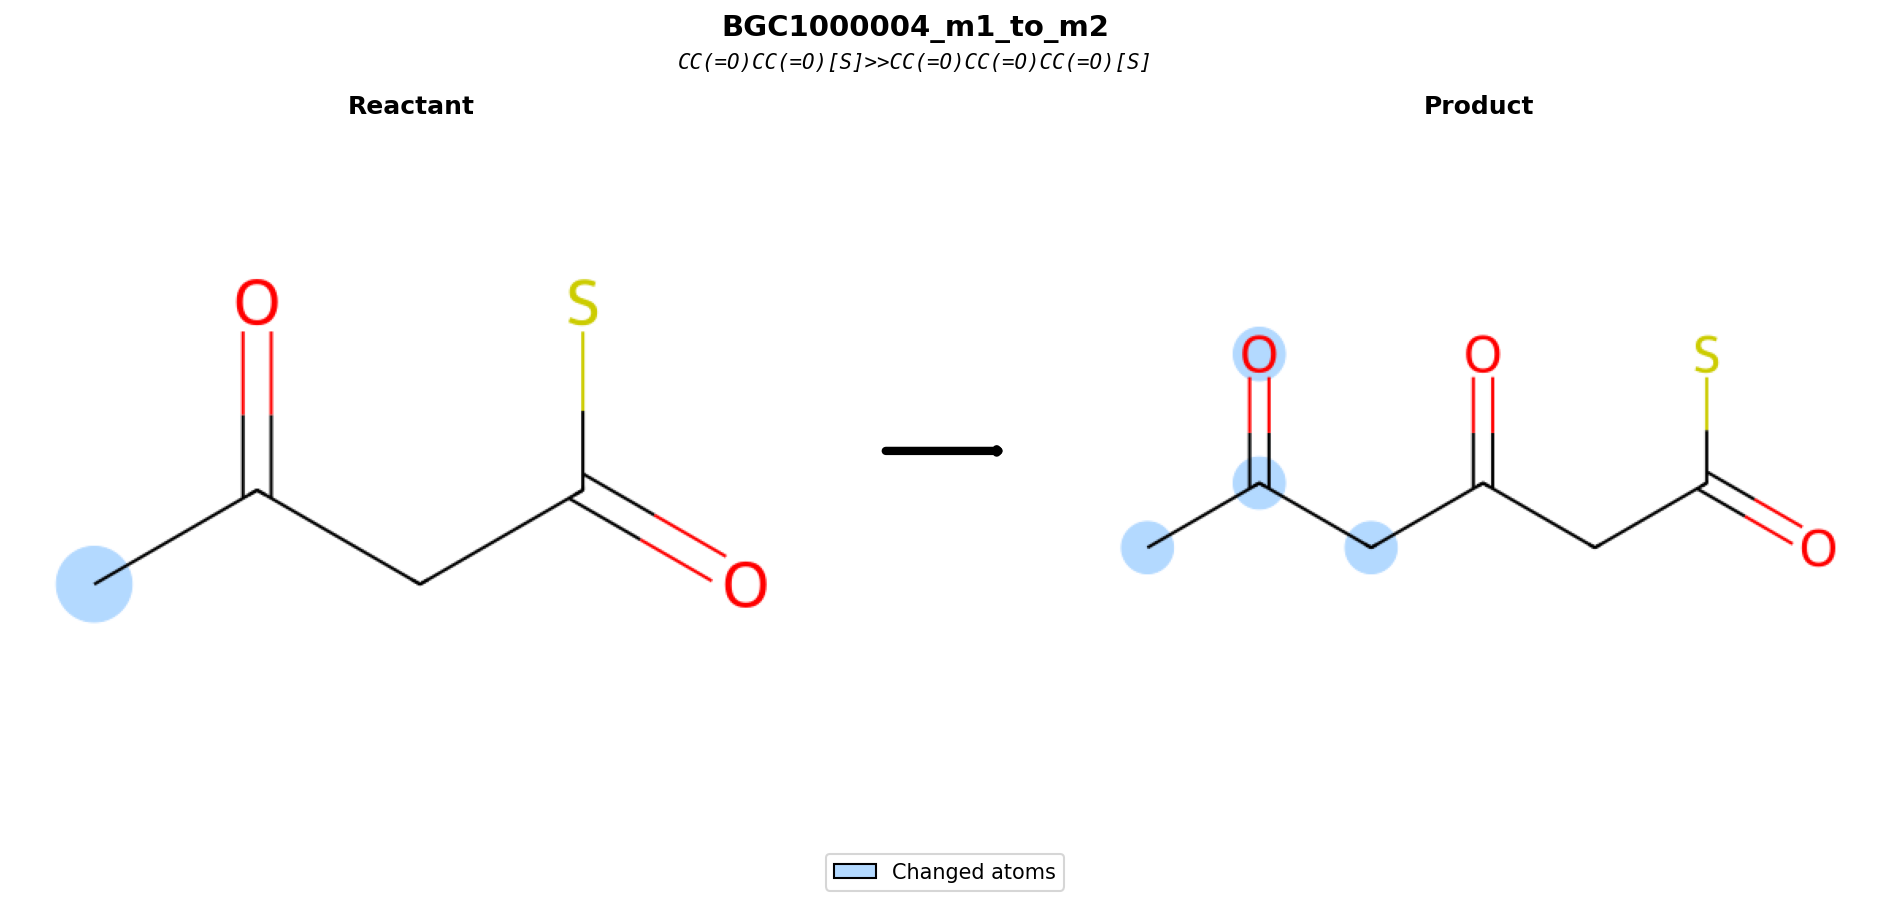 BGC1000004_m1_to_m2
CC(=O)CC(=O)[S]>>CC(=O)CC(=O)CC(=O)[S]
Reactant
Product
O
S
O
O
O
S
O
Changed atoms